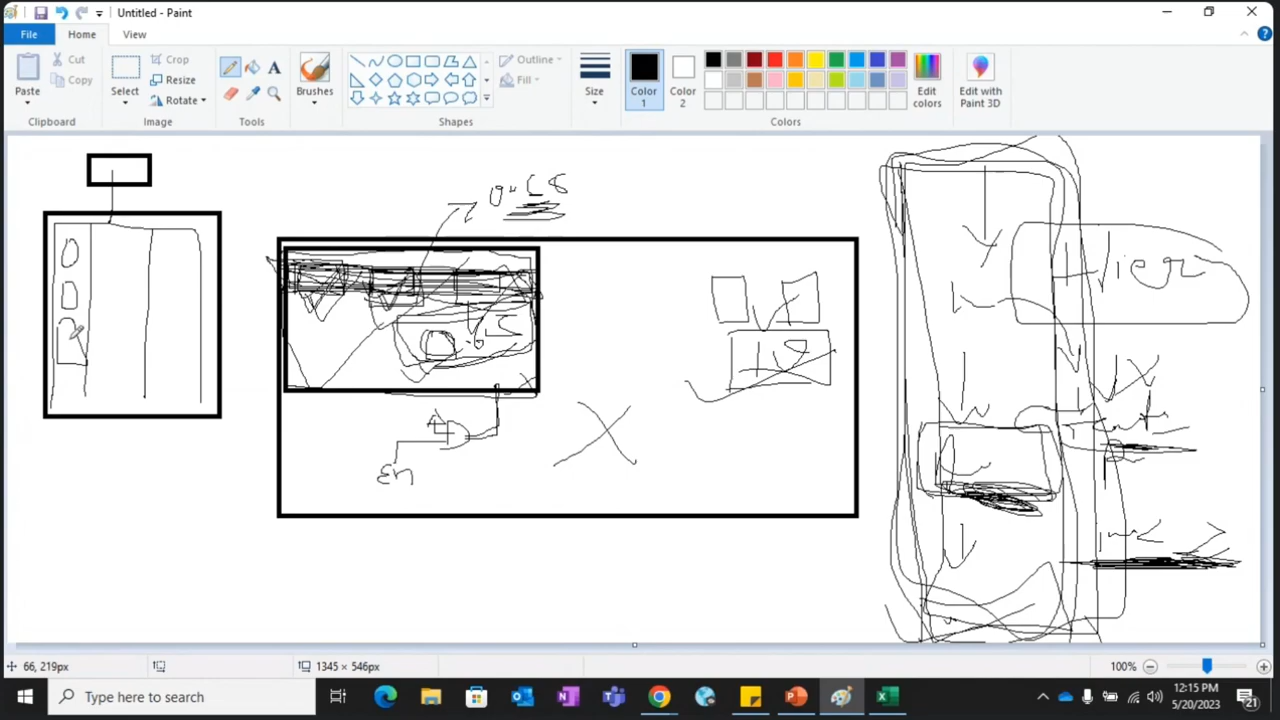 Untitled - Paint
File
Home
View
Paste
Cut
Copy
Clipboard
Select
Crop
Resize
Rotate
Image
Tools
Brushes
Shapes
Outline
Fill
Size
Color 1
Color 2
Edit colors
Colors
Edit with Paint 3D
En
66, 219px
1345 × 546px
100%
Type here to search
12:15 PM
5/20/2023
21